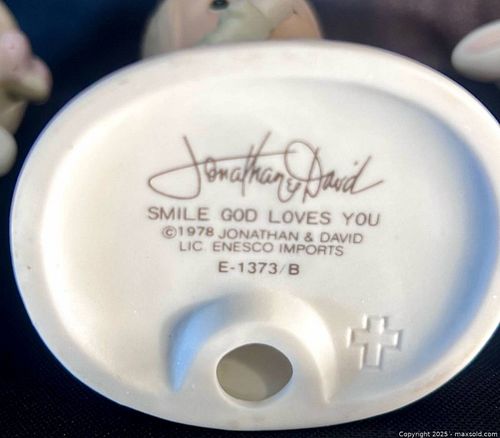 Jonathan & David
SMILE GOD LOVES YOU
©1978 JONATHAN & DAVID
LIC. ENESCO IMPORTS
E-1373/B
Copyright 2025 - maxsold.com